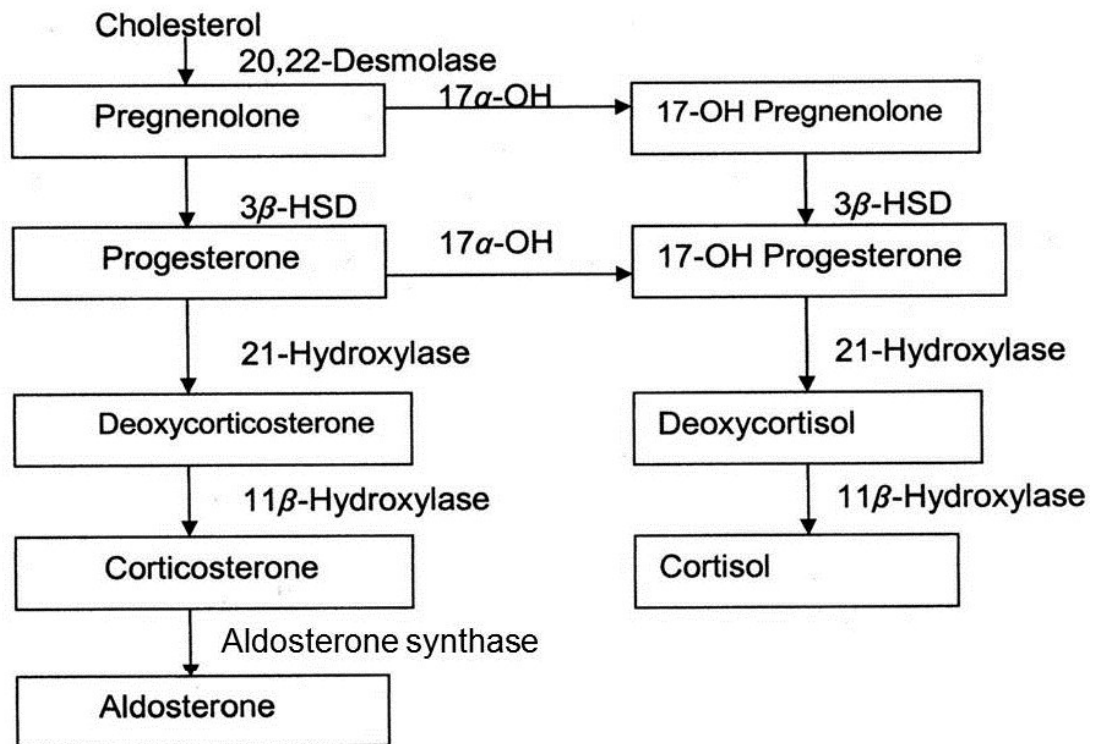 Cholesterol
20,22-Desmolase
Pregnenolone
17α-OH
17-OH Pregnenolone
3β-HSD
3β-HSD
Progesterone
17α-OH
17-OH Progesterone
21-Hydroxylase
21-Hydroxylase
Deoxycorticosterone
Deoxycortisol
11β-Hydroxylase
11β-Hydroxylase
Corticosterone
Cortisol
Aldosterone synthase
Aldosterone